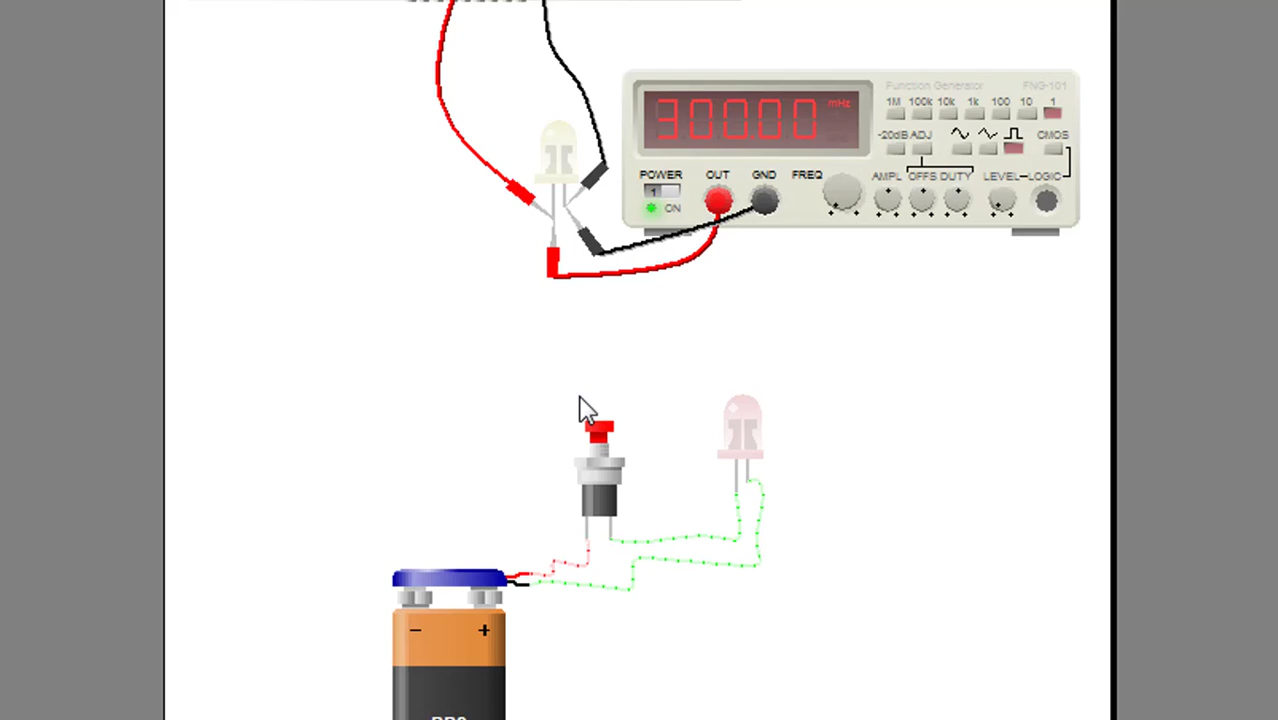 Function Generator FNG-101
300.00 mHz
1M 100k 10k 1k 100 10 1
-20dB ADJ CMOS
POWER OUT GND FREQ AMPL OFFS DUTY LEVEL LOGIC
1 ON
− +